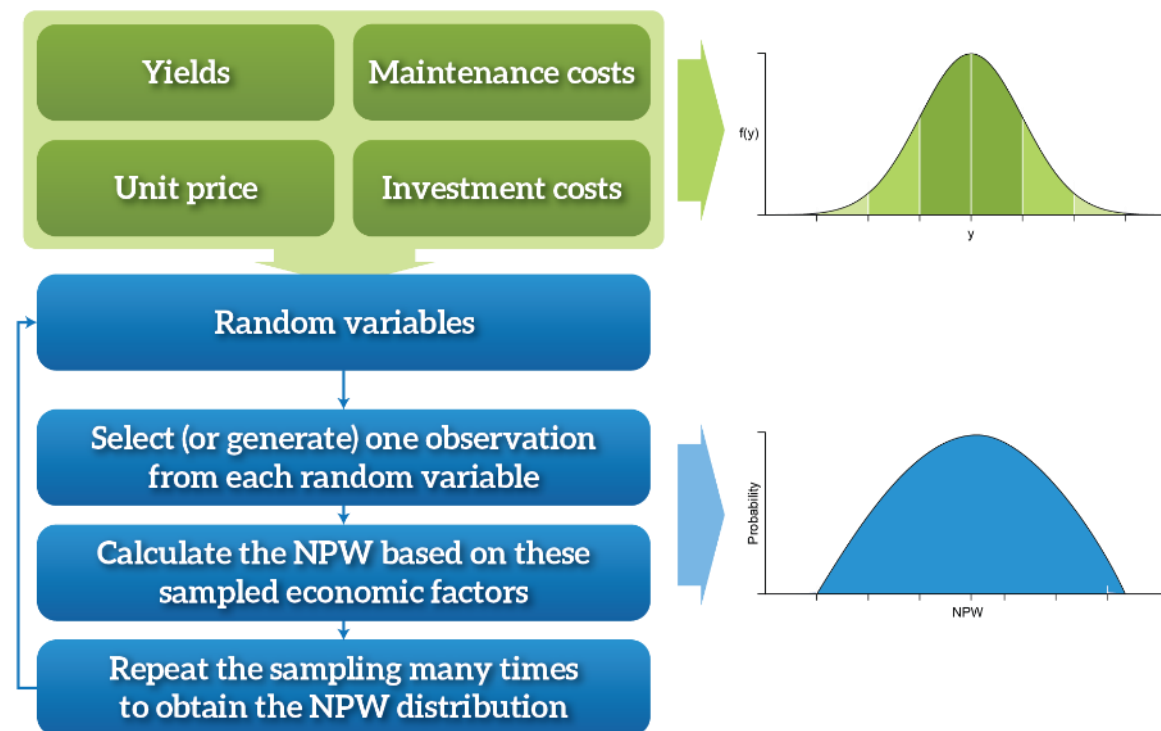 Yields
Maintenance costs
Unit price
Investment costs
f(y)
y
Random variables
Select (or generate) one observation
from each random variable
Calculate the NPW based on these
sampled economic factors
Repeat the sampling many times
to obtain the NPW distribution
Probability
NPW